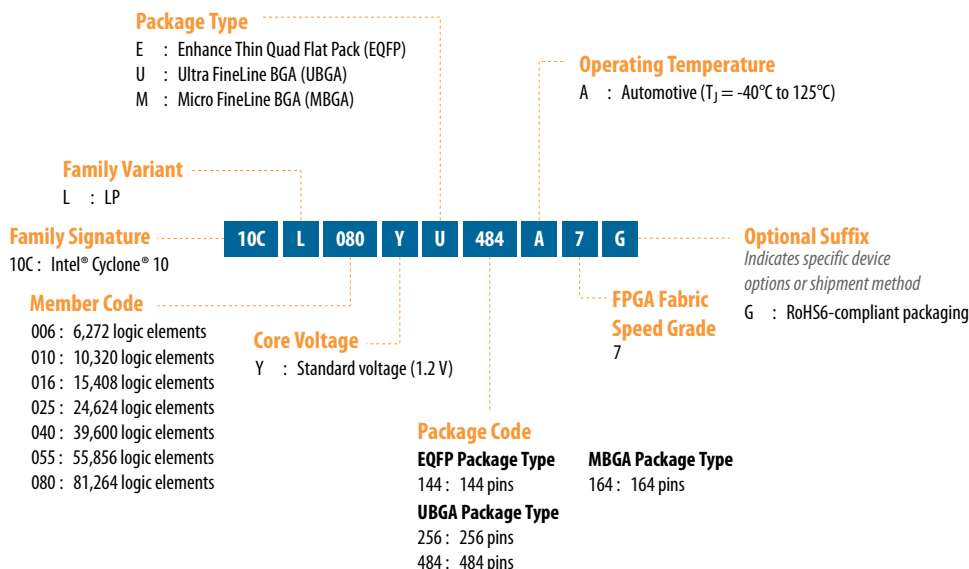 Package Type
E : Enhance Thin Quad Flat Pack (EQFP)
U : Ultra FineLine BGA (UBGA)
M : Micro FineLine BGA (MBGA)
Operating Temperature
A : Automotive (TJ = -40°C to 125°C)
Family Variant
L : LP
Family Signature
10C : Intel® Cyclone® 10
10C L 080 Y U 484 A 7 G
Optional Suffix
Indicates specific device
options or shipment method
G : RoHS6-compliant packaging
Member Code
006 : 6,272 logic elements
010 : 10,320 logic elements
016 : 15,408 logic elements
025 : 24,624 logic elements
040 : 39,600 logic elements
055 : 55,856 logic elements
080 : 81,264 logic elements
Core Voltage
Y : Standard voltage (1.2 V)
FPGA Fabric
Speed Grade
7
Package Code
EQFP Package Type
144 : 144 pins
MBGA Package Type
164 : 164 pins
UBGA Package Type
256 : 256 pins
484 : 484 pins